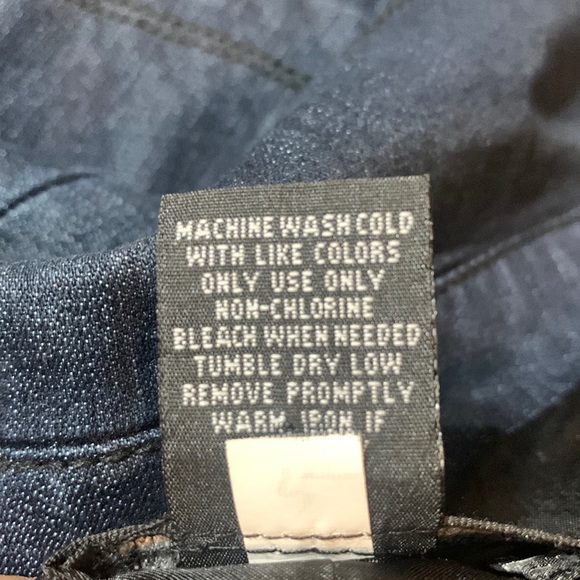 MACHINE WASH COLD
WITH LIKE COLORS
ONLY USE ONLY
NON-CHLORINE
BLEACH WHEN NEEDED
TUMBLE DRY LOW
REMOVE PROMPTLY
WARM IRON IF